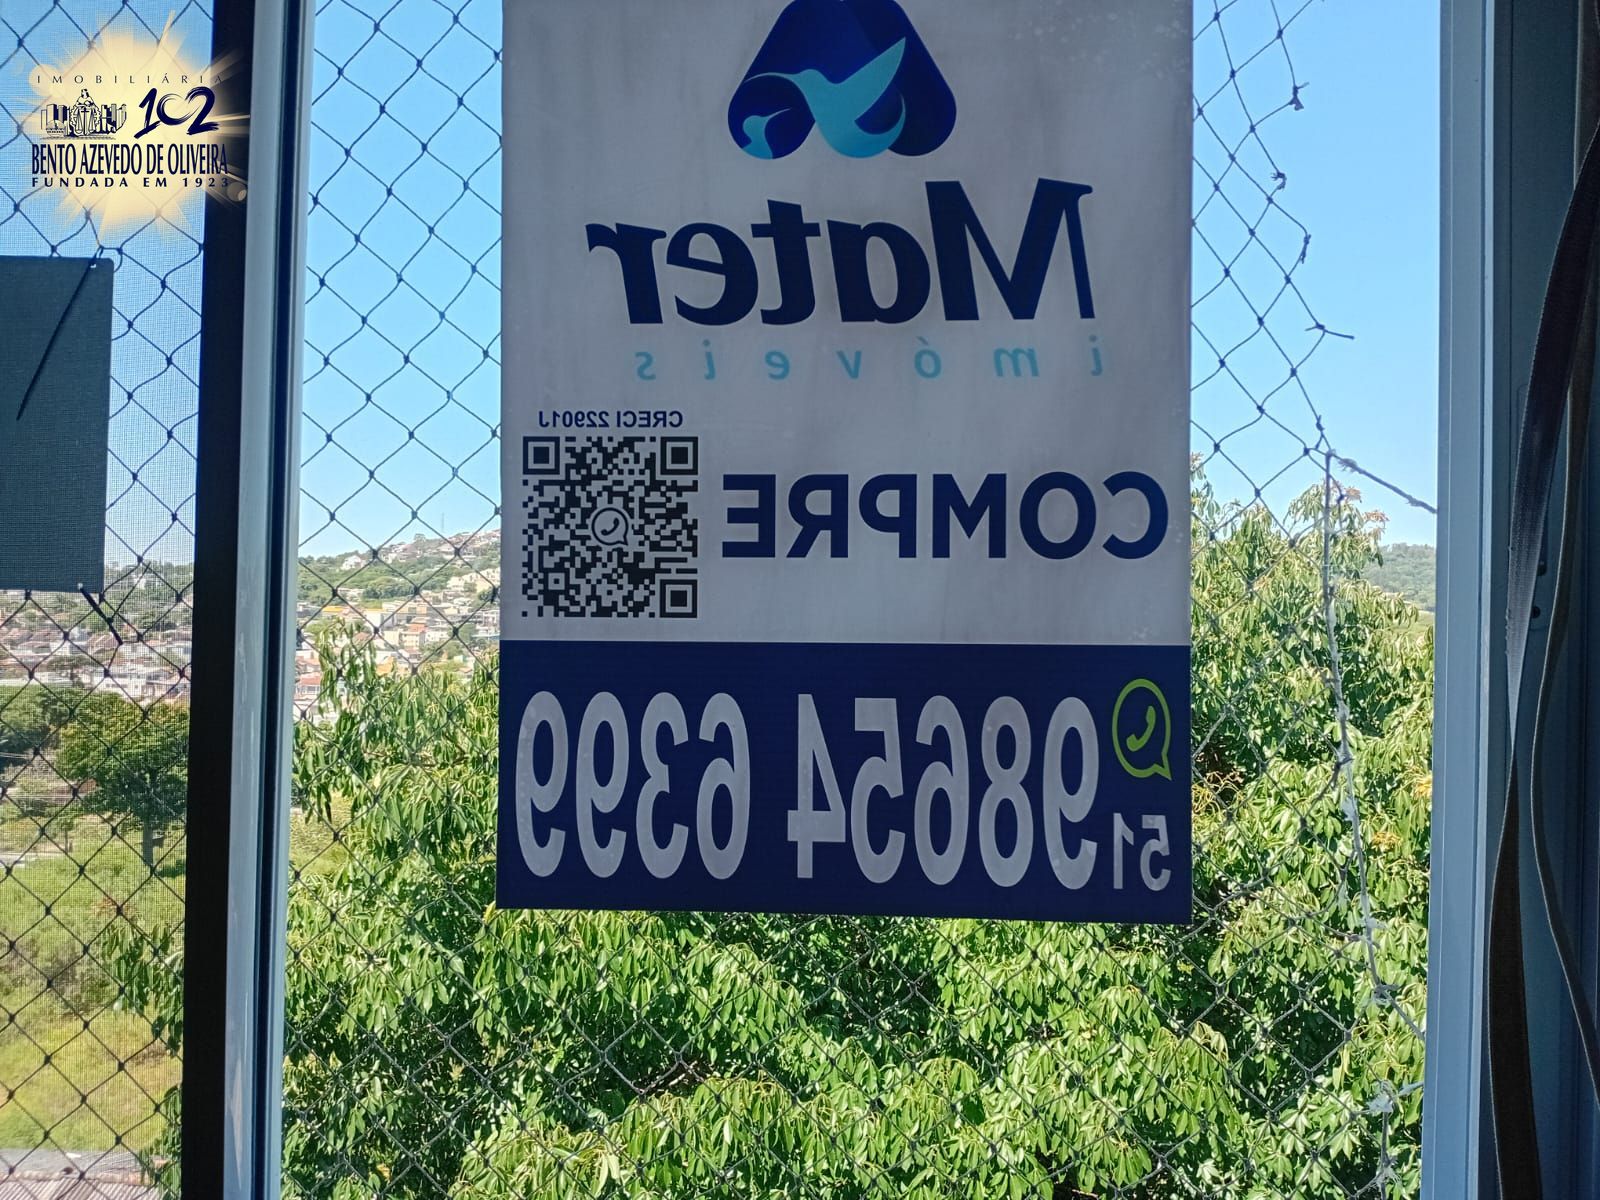 IMOBILIÁRIA
102
BENTO AZEVEDO DE OLIVEIRA
FUNDADA EM 1923
Mater
imóveis
CRECI 22901J
COMPRE
51 98654 6399